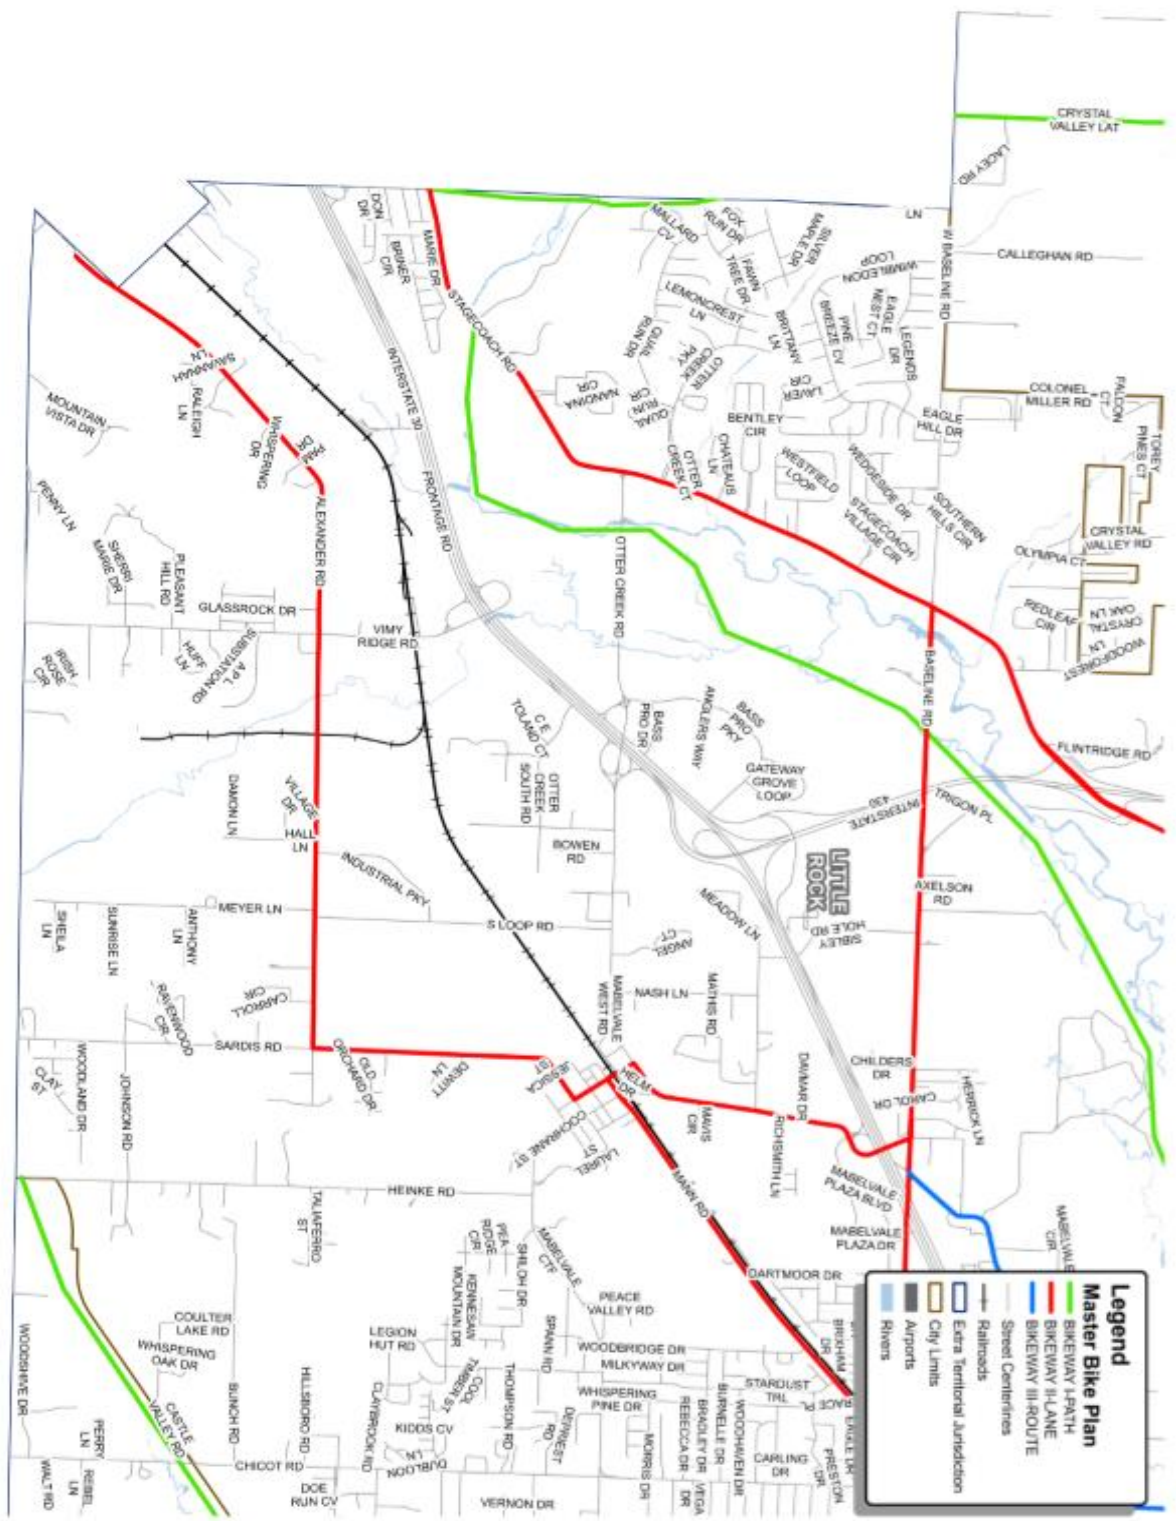 CRYSTAL
VALLEY LAT
LACEY RD
LN
W BASELINE RD
CALLEGHAN RD
DON
DR
BRINER
CIR
MARIE DR
STAGECOACH RD
MALLARD
CV
FOX
RUN DR
FAWN
TREE DR
SILVER
MAPLE DR
WIMBLEDON
LOOP
LEMONCREST
LN
QUAIL
RUN DR
BRITTANY
LN
PINE
BREEZE CV
EAGLE
NEST CT
LEGENDS
DR
OTTER
CREEK
PKY
LAVER
CIR
NANDINA
CIR
QUAIL
RUN CIR
BENTLEY
CIR
EAGLE
HILL DR
COLONEL
MILLER RD
FALDON
CT
TOREY
PINES CT
INTERSTATE 30
FRONTAGE RD
SAVANNAH
LN
RALEIGH
LN
MOUNTAIN
VISTA DR
WHISPERING
DR
PAM
DR
ALEXANDER RD
PENNY LN
OTTER
CREEK CT
CHATEAUS
LN
WESTFIELD
LOOP
WEDGESIDE DR
STAGECOACH
VILLAGE CIR
SOUTHERN
HILLS CIR
CRYSTAL
VALLEY RD
OLYMPIA CT
REDLEAF
CIR
CRYSTAL
OAK LN
WOODFOREST
LN
SHERRI
MARIE DR
PLEASANT
HILL RD
GLASSROCK DR
VIMY
RIDGE RD
OTTER CREEK RD
IRISH
ROSE
CIR
HUFF
LN
A P L
SUBSTATION RD
BASELINE RD
C E
TOLAND CT
BASS
PRO DR
ANGLERS WAY
BASS
PRO
PKY
GATEWAY
GROVE
LOOP
FLINTRIDGE RD
TRIGON PL
INTERSTATE
430
OTTER
CREEK
SOUTH RD
DAMON LN
VILLAGE
DR
HALL
LN
BOWEN
RD
INDUSTRIAL PKY
LITTLE
ROCK
AXELSON
RD
MEYER LN
S LOOP RD
MEADOW LN
SIBLEY
HOLE RD
SHEILA
LN
SUNRISE LN
ANTHONY
LN
ANGEL
CT
RAVENWOOD
CIR
CARROLL
CIR
MABELVALE
WEST RD
NASH LN
MATHIS RD
SARDIS RD
WOODLAND DR
CLAY
ST
JOHNSON RD
OLD
ORCHARD DR
DEWITT
LN
JESSICA
ST
HELM
DR
COCHRANE ST
LAUREL
ST
MAVIS
CIR
DAVMAR DR
RICHSMITH LN
CHILDERS
DR
CAROL DR
HERRICK LN
HEINKE RD
MANN RD
MABELVALE
PLAZA BLVD
MABELVALE
PLAZA DR
MABELVALE
CIR
TALIAFERRO
ST
PEA
RIDGE
CIR
SHILOH DR
MABELVALE
CTF
KENNESAW
MOUNTAIN DR
PEACE
VALLEY RD
DARTMOOR DR
BRIXHAM
DR
SPANN RD
COULTER
LAKE RD
WHISPERING
OAK DR
LEGION
HUT RD
WOODBRIDGE DR
MILKYWAY DR
STARDUST
TRL
WOODSHIVE DR
BUNCH RD
HILLSBORO RD
CLAYBROOK RD
COOL
TIMBER ST
KIDDS CV
THOMPSON RD
WHISPERING
PINE DR
DEPRIEST
RD
MORRIS DR
REBECCA DR
BRADLEY DR
BURNELLE DR
WOODHAVEN DR
CARLING
DR
PRESTON
DR
EAGLE DR
CASTLE
VALLEY RD
PERRY
LN
WALT RD
REBEL
LN
CHICOT RD
DOE
RUN CV
DUBLOON
LN
VERNON DR
VEGA
DR
Legend
Master Bike Plan
BIKEWAY I-PATH
BIKEWAY II-LANE
BIKEWAY III-ROUTE
Street Centerlines
Railroads
Extra Territorial Jurisdiction
City Limits
Airports
Rivers